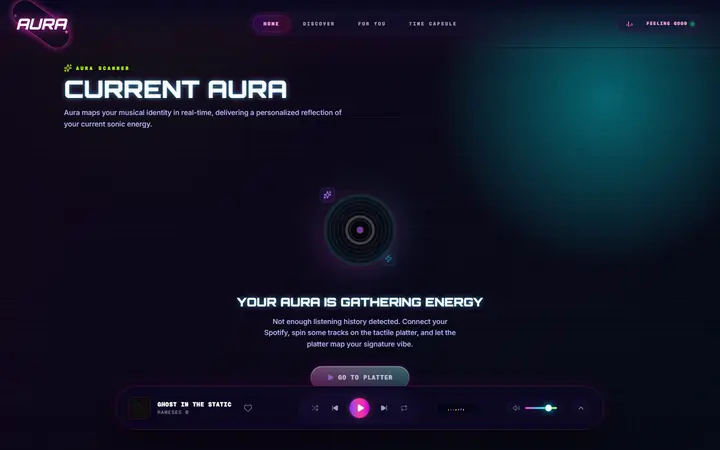 AURA
HOME
DISCOVER
FOR YOU
TIME CAPSULE
FEELING GOOD
AURA SCANNER
CURRENT AURA
Aura maps your musical identity in real-time, delivering a personalized reflection of
your current sonic energy.
YOUR AURA IS GATHERING ENERGY
Not enough listening history detected. Connect your
Spotify, spin some tracks on the tactile platter, and let the
platter map your signature vibe.
GO TO PLATTER
GHOST IN THE STATIC